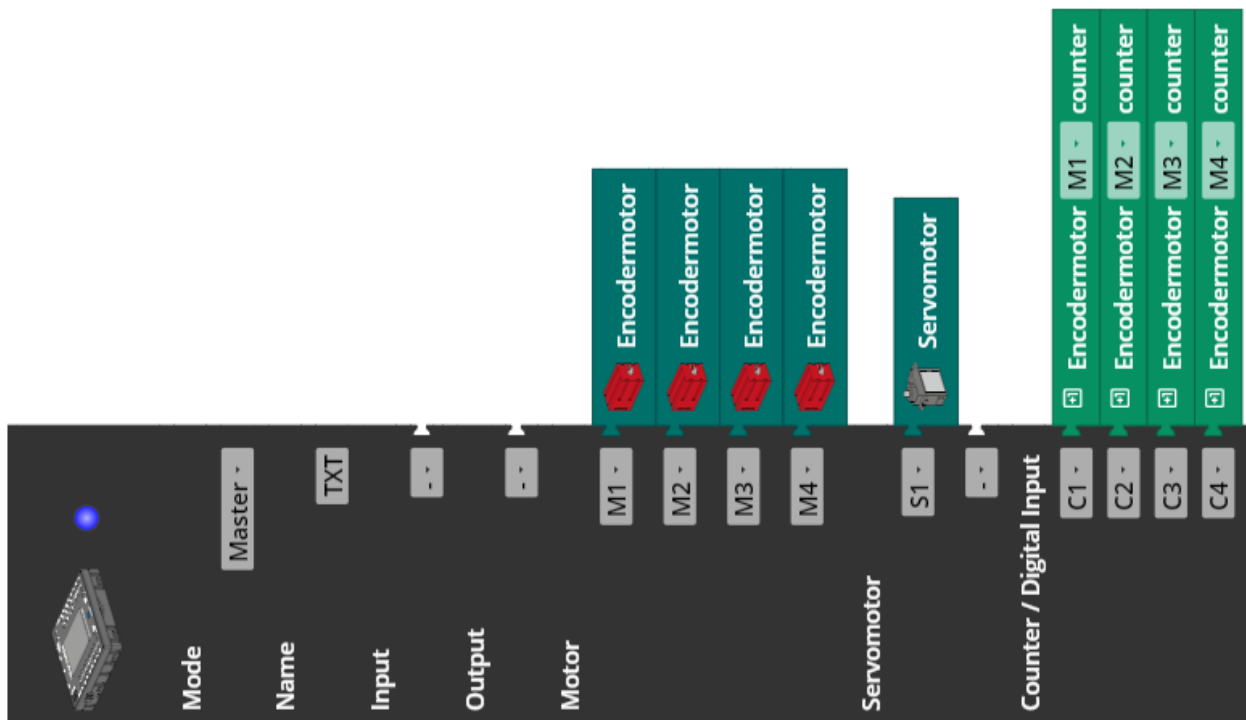 Mode
Master
Name
TXT
Input
-
Output
-
Motor
M1 Encodermotor
M2 Encodermotor
M3 Encodermotor
M4 Encodermotor
Servomotor
S1 Servomotor
-
Counter / Digital Input
C1 Encodermotor M1 counter
C2 Encodermotor M2 counter
C3 Encodermotor M3 counter
C4 Encodermotor M4 counter